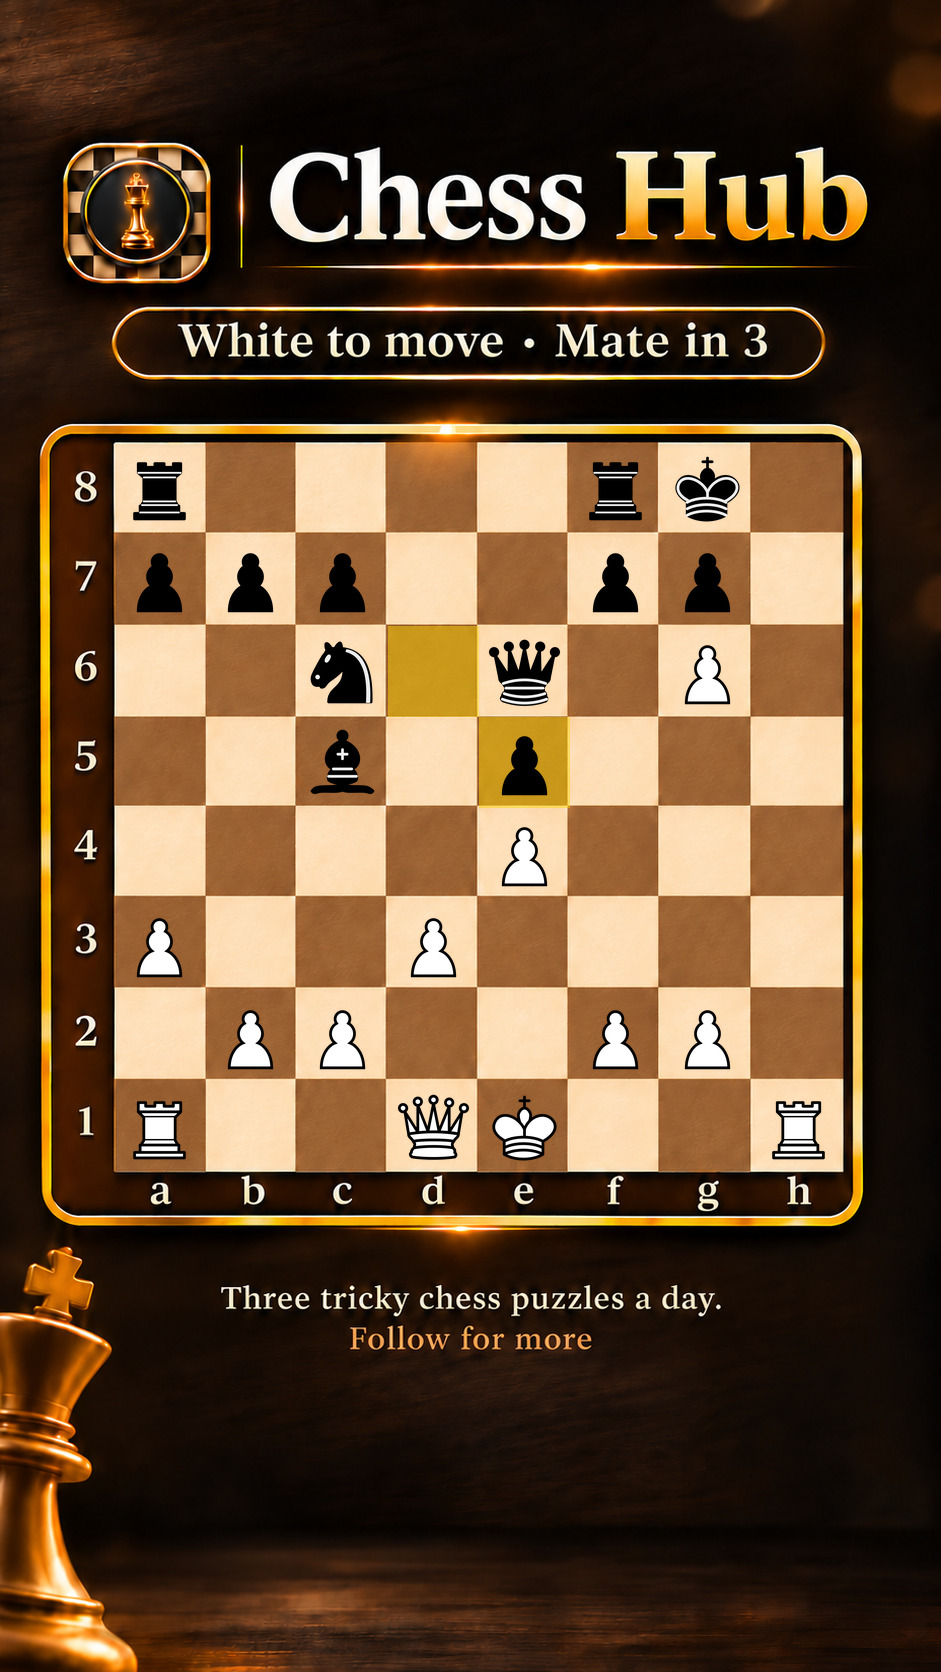 Chess Hub
White to move • Mate in 3
8
7
6
5
4
3
2
1
a b c d e f g h
Three tricky chess puzzles a day.
Follow for more